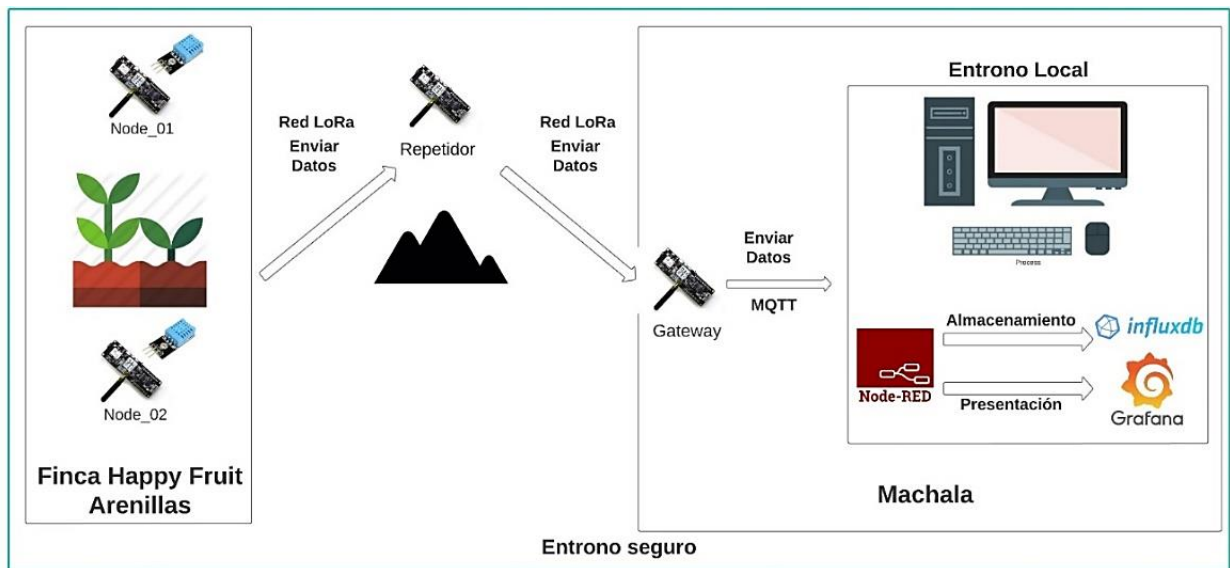 Node_01
Node_02
Finca Happy Fruit
Arenillas
Red LoRa
Enviar
Datos
Repetidor
Red LoRa
Enviar
Datos
Gateway
Enviar
Datos
MQTT
Entrono Local
Process
Node-RED
Almacenamiento
influxdb
Presentación
Grafana
Machala
Entrono seguro